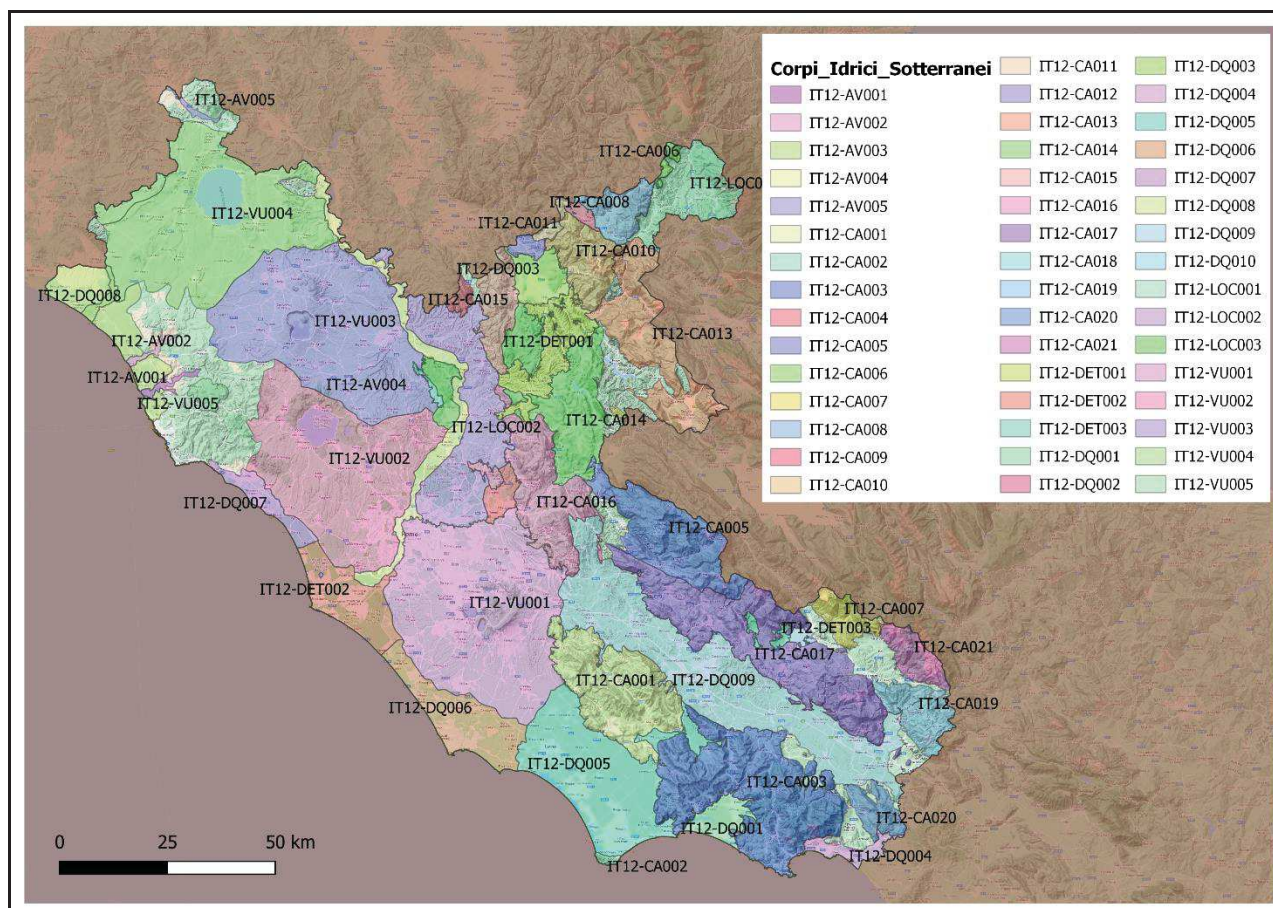 Corpi_Idrici_Sotterranei
IT12-AV001
IT12-AV002
IT12-AV003
IT12-AV004
IT12-AV005
IT12-CA001
IT12-CA002
IT12-CA003
IT12-CA004
IT12-CA005
IT12-CA006
IT12-CA007
IT12-CA008
IT12-CA009
IT12-CA010
IT12-CA011
IT12-CA012
IT12-CA013
IT12-CA014
IT12-CA015
IT12-CA016
IT12-CA017
IT12-CA018
IT12-CA019
IT12-CA020
IT12-CA021
IT12-DET001
IT12-DET002
IT12-DET003
IT12-DQ001
IT12-DQ002
IT12-DQ003
IT12-DQ004
IT12-DQ005
IT12-DQ006
IT12-DQ007
IT12-DQ008
IT12-DQ009
IT12-DQ010
IT12-LOC001
IT12-LOC002
IT12-LOC003
IT12-VU001
IT12-VU002
IT12-VU003
IT12-VU004
IT12-VU005
IT12-AV005
IT12-CA006
IT12-LOC0
IT12-CA008
IT12-VU004
IT12-CA011
IT12-CA010
IT12-DQ003
IT12-DQ008
IT12-CA015
IT12-VU003
IT12-CA013
IT12-AV002
IT12-DET001
IT12-AV001
IT12-AV004
IT12-VU005
IT12-CA014
IT12-LOC002
IT12-VU002
IT12-DQ007
IT12-CA016
IT12-CA005
IT12-DET002
IT12-VU001
IT12-CA007
IT12-DET003
IT12-CA021
IT12-CA017
IT12-CA001
IT12-DQ009
IT12-CA019
IT12-DQ006
IT12-DQ005
IT12-CA003
IT12-CA020
IT12-DQ001
IT12-DQ004
IT12-CA002
0 25 50 km